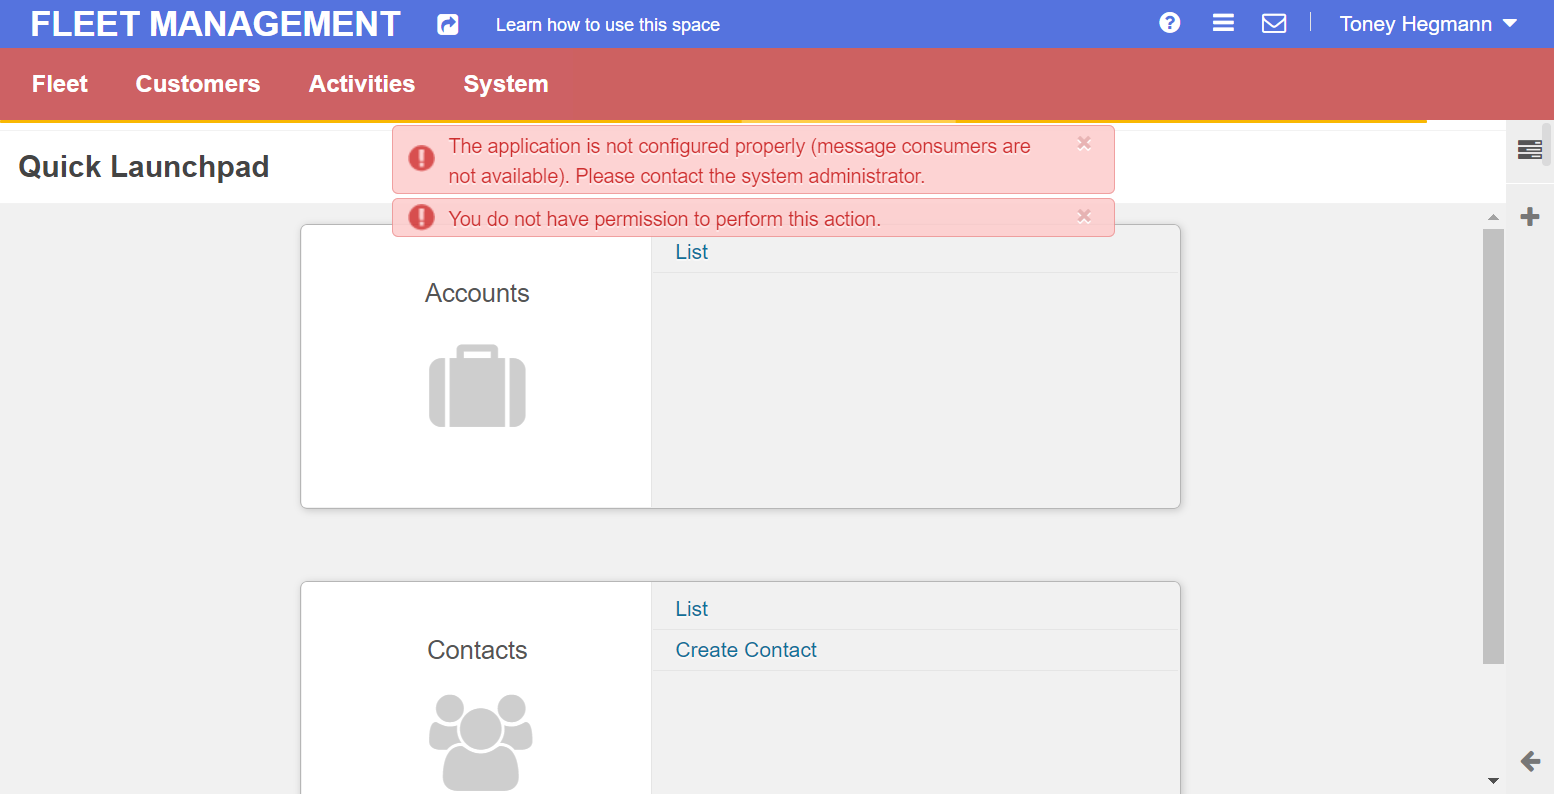 FLEET MANAGEMENT
Learn how to use this space
Toney Hegmann
Fleet
Customers
Activities
System
Quick Launchpad
The application is not configured properly (message consumers are
not available). Please contact the system administrator.
You do not have permission to perform this action.
Accounts
List
Contacts
List
Create Contact